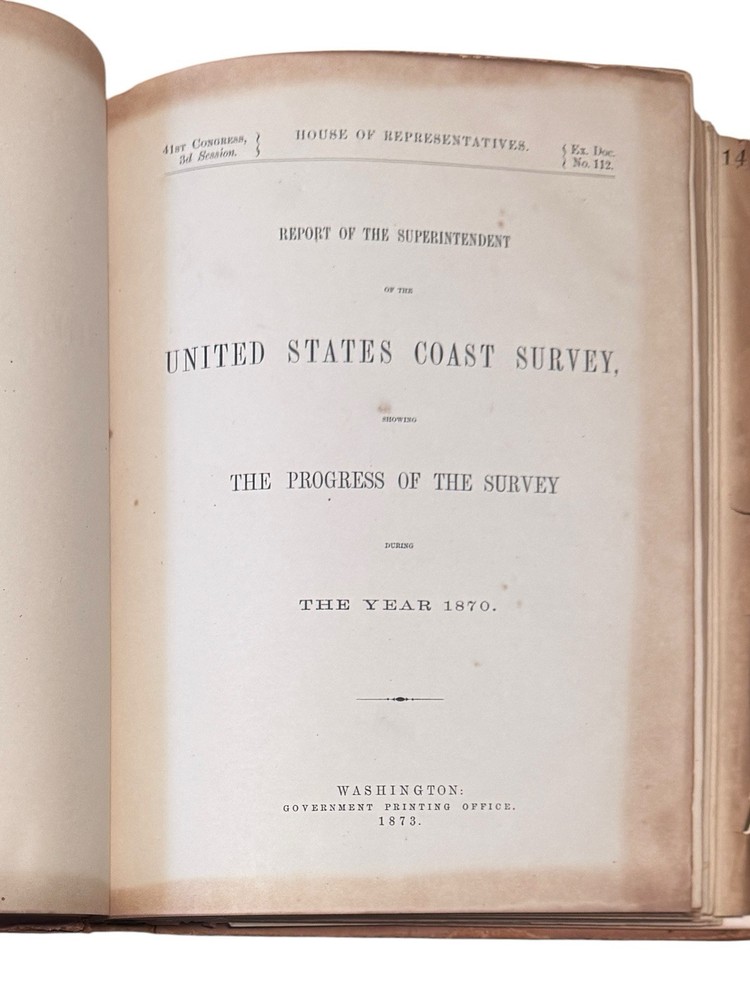 41ST CONGRESS, } HOUSE OF REPRESENTATIVES. { Ex. Doc.
3d Session. } { No. 112.
REPORT OF THE SUPERINTENDENT
OF THE
UNITED STATES COAST SURVEY,
SHOWING
THE PROGRESS OF THE SURVEY
DURING
THE YEAR 1870.
WASHINGTON:
GOVERNMENT PRINTING OFFICE.
1873.
14